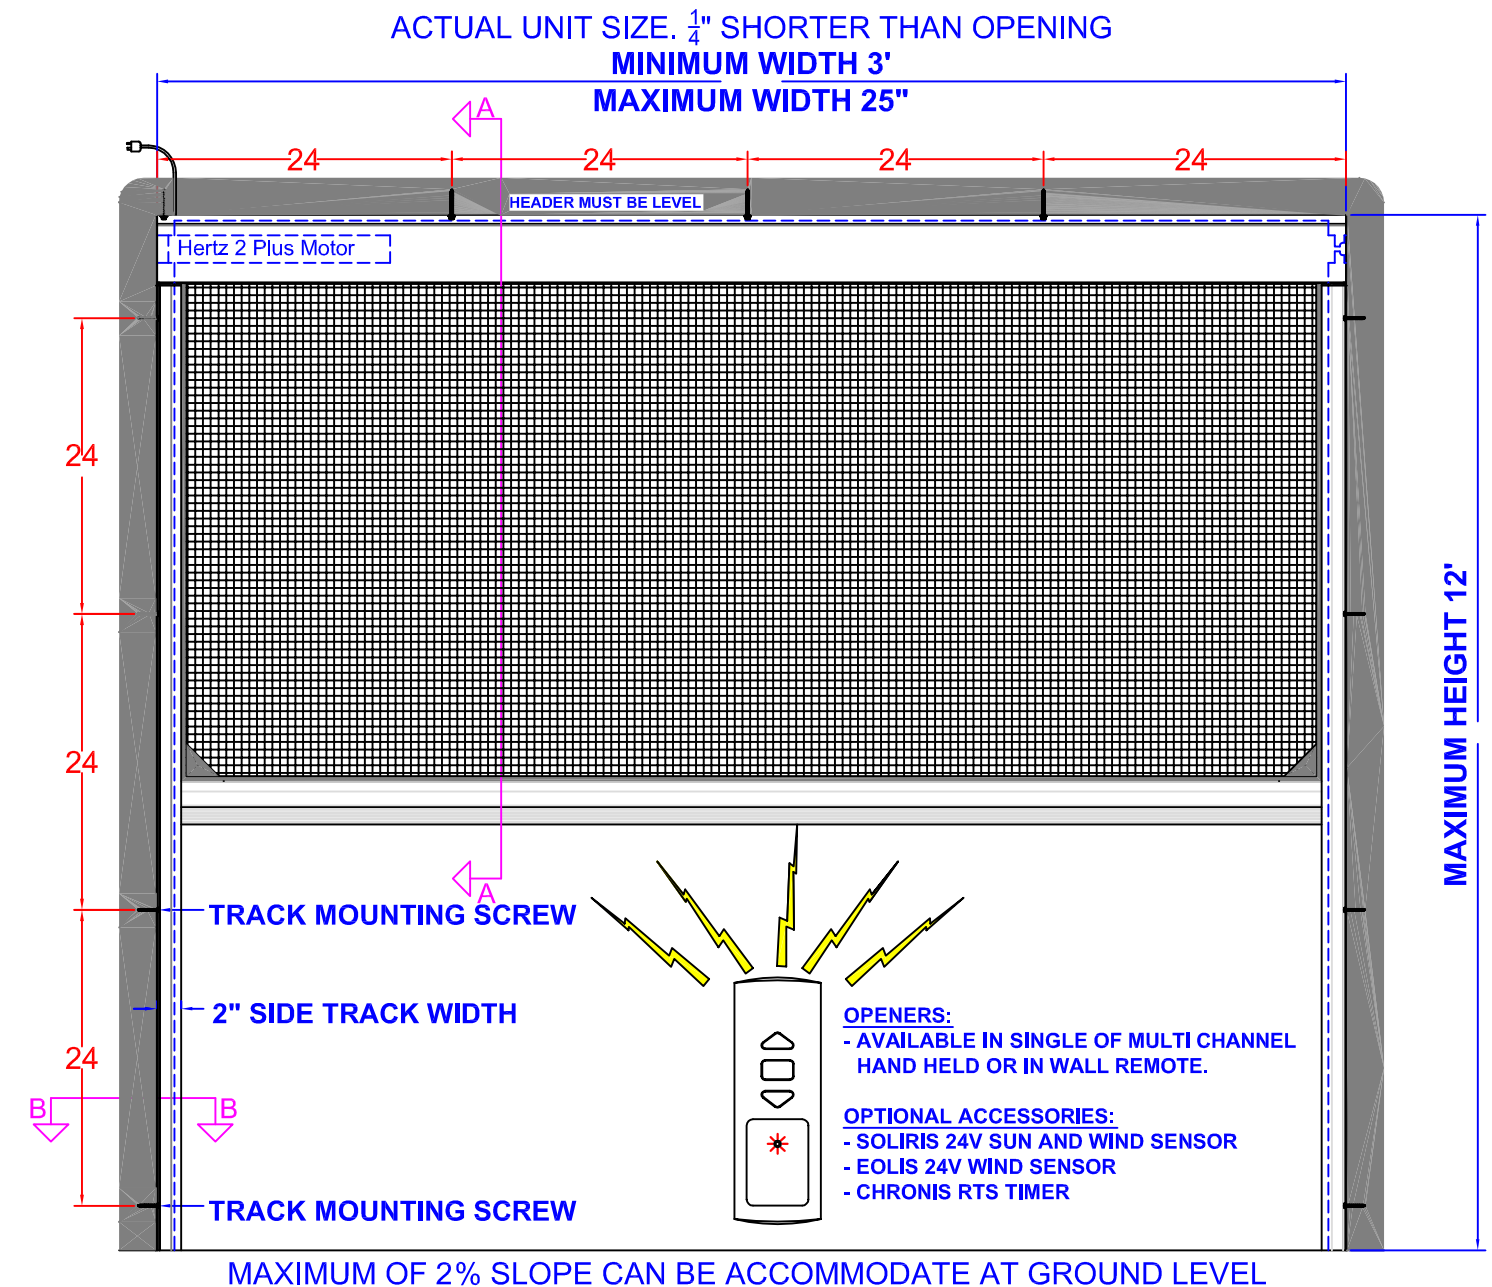 ACTUAL UNIT SIZE. 1/4" SHORTER THAN OPENING
MINIMUM WIDTH 3'
MAXIMUM WIDTH 25"
A
24 24 24 24
HEADER MUST BE LEVEL
Hertz 2 Plus Motor
24
24
MAXIMUM HEIGHT 12'
A
TRACK MOUNTING SCREW
2" SIDE TRACK WIDTH
OPENERS:
- AVAILABLE IN SINGLE OF MULTI CHANNEL
HAND HELD OR IN WALL REMOTE.
24
B B
OPTIONAL ACCESSORIES:
- SOLIRIS 24V SUN AND WIND SENSOR
- EOLIS 24V WIND SENSOR
- CHRONIS RTS TIMER
TRACK MOUNTING SCREW
MAXIMUM OF 2% SLOPE CAN BE ACCOMMODATE AT GROUND LEVEL